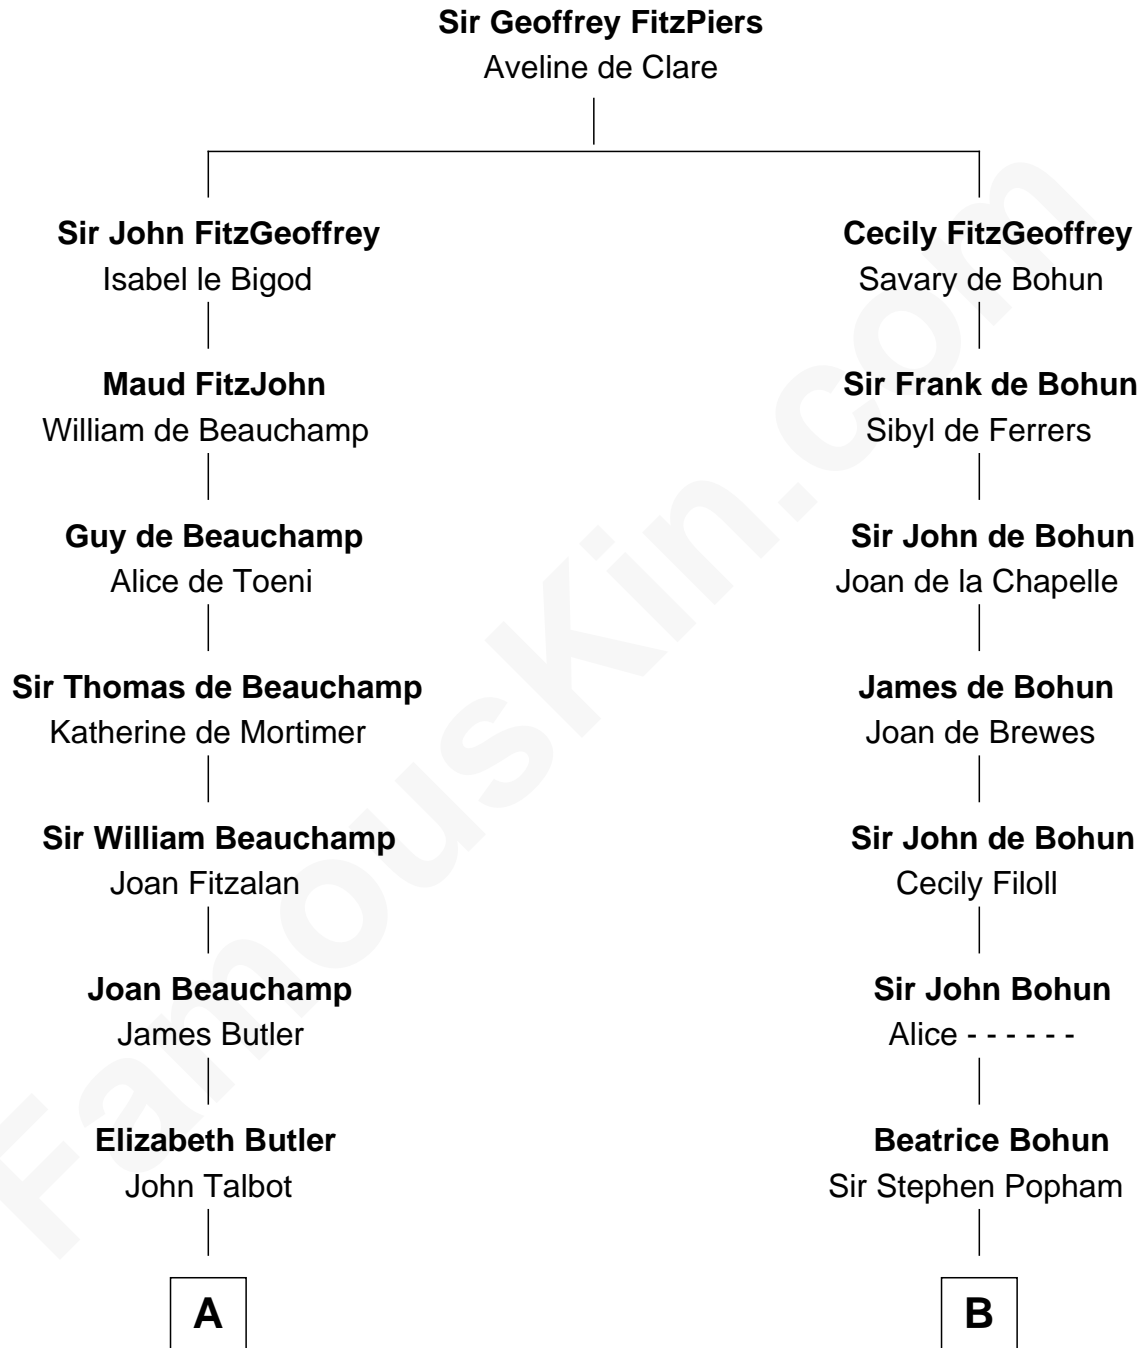 Sir Geoffrey FitzPiers
Aveline de Clare
Sir John FitzGeoffrey
Isabel le Bigod
Cecily FitzGeoffrey
Savary de Bohun
Maud FitzJohn
William de Beauchamp
Sir Frank de Bohun
Sibyl de Ferrers
Guy de Beauchamp
Alice de Toeni
Sir John de Bohun
Joan de la Chapelle
Sir Thomas de Beauchamp
Katherine de Mortimer
James de Bohun
Joan de Brewes
Sir William Beauchamp
Joan Fitzalan
Sir John de Bohun
Cecily Filoll
Joan Beauchamp
James Butler
Sir John Bohun
Alice - - - - - -
Elizabeth Butler
John Talbot
Beatrice Bohun
Sir Stephen Popham
A
B
FamousKin.com